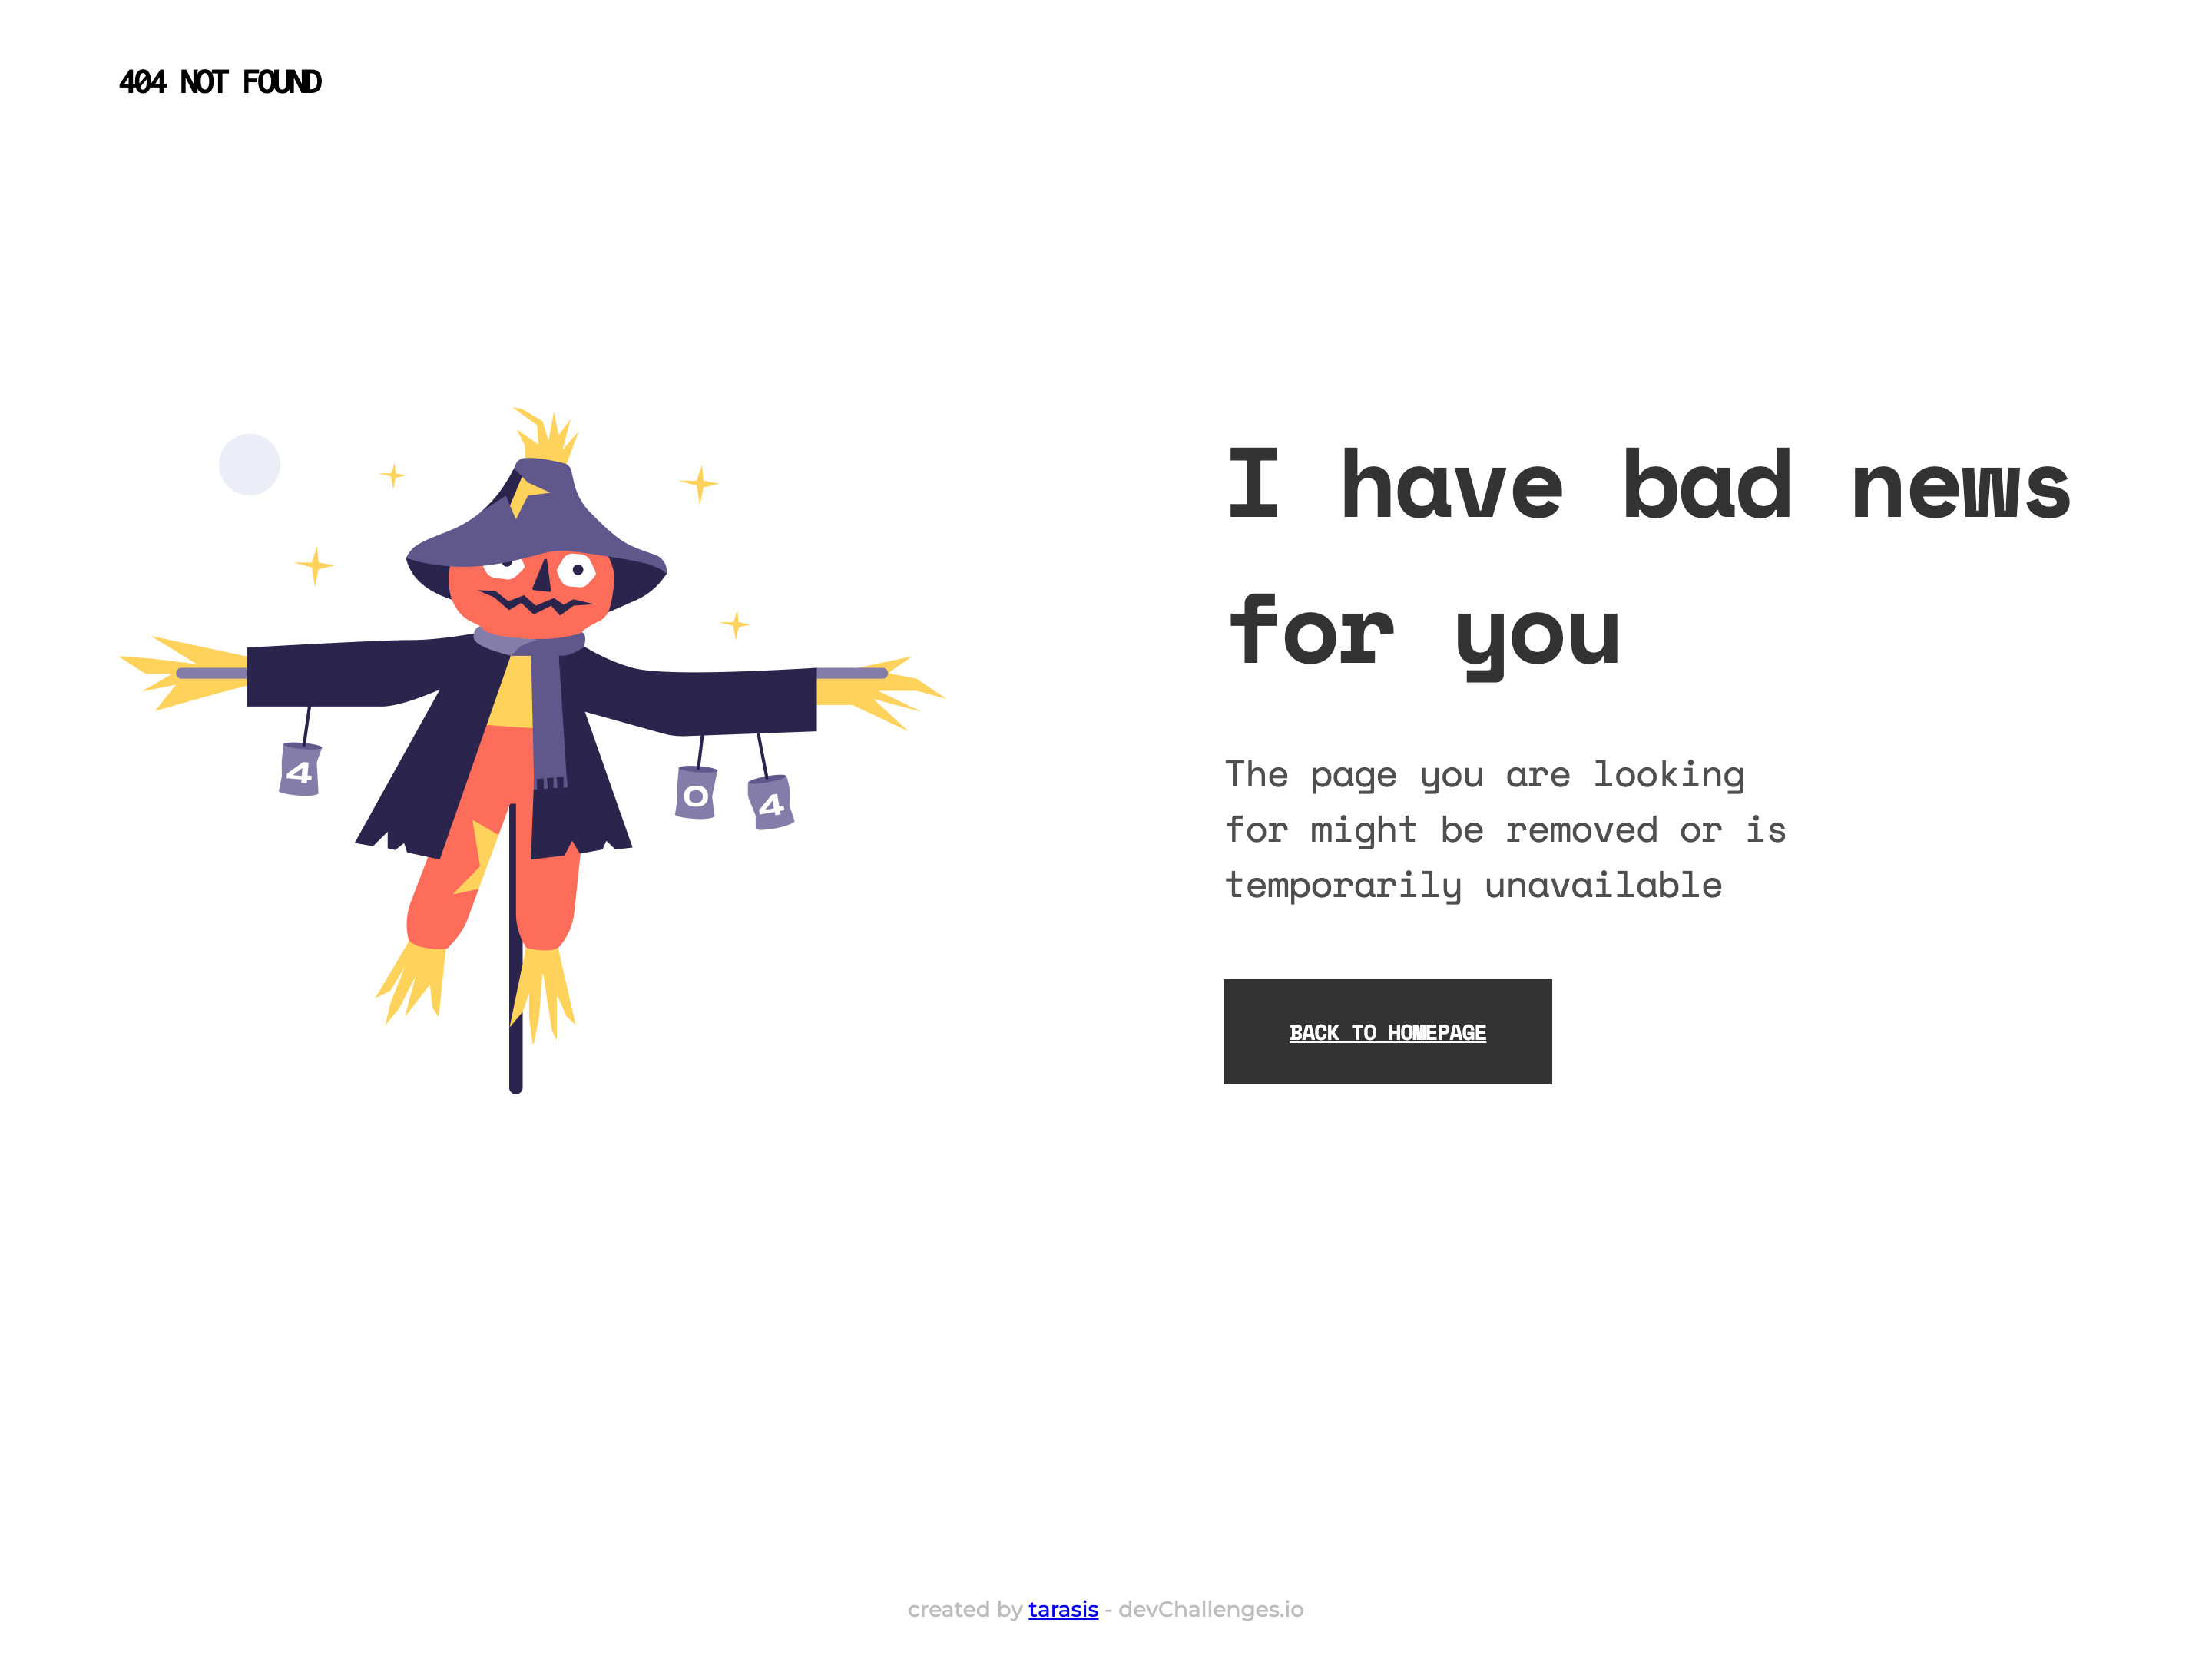 404 NOT FOUND
I have bad news
for you
4
0
4
The page you are looking
for might be removed or is
temporarily unavailable
BACK TO HOMEPAGE
created by tarasis - devChallenges.io